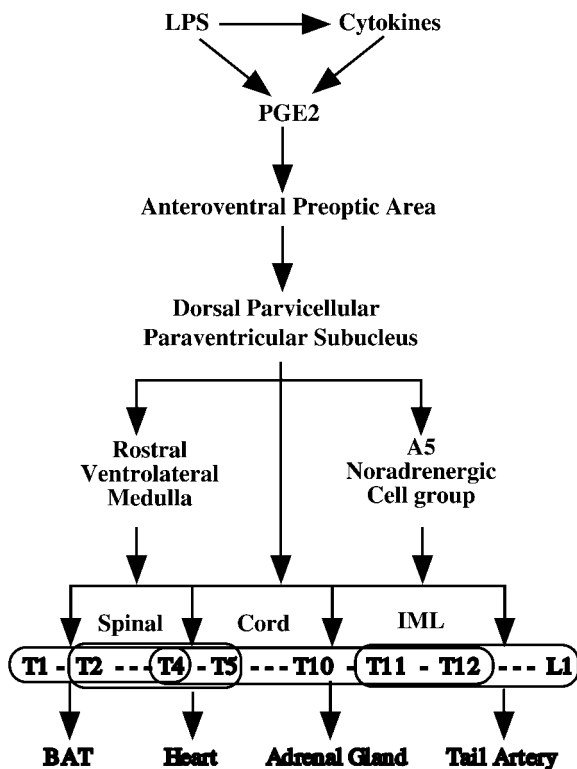 LPS Cytokines
PGE2
Anteroventral Preoptic Area
Dorsal Parvicellular
Paraventricular Subucleus
Rostral
Ventrolateral
Medulla
A5
Noradrenergic
Cell group
Spinal Cord IML
T1 - T2 --- T4 - T5 --- T10 - T11 - T12 --- L1
BAT Heart Adrenal Gland Tail Artery